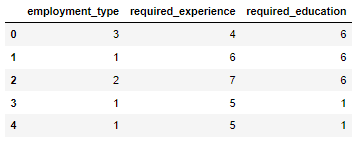 employment_type required_experience required_education
0 3 4 6
1 1 6 6
2 2 7 6
3 1 5 1
4 1 5 1